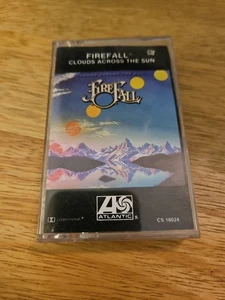 FIREFALL
CLOUDS ACROSS THE SUN
FIREFALL
ATLANTIC
CS 16024